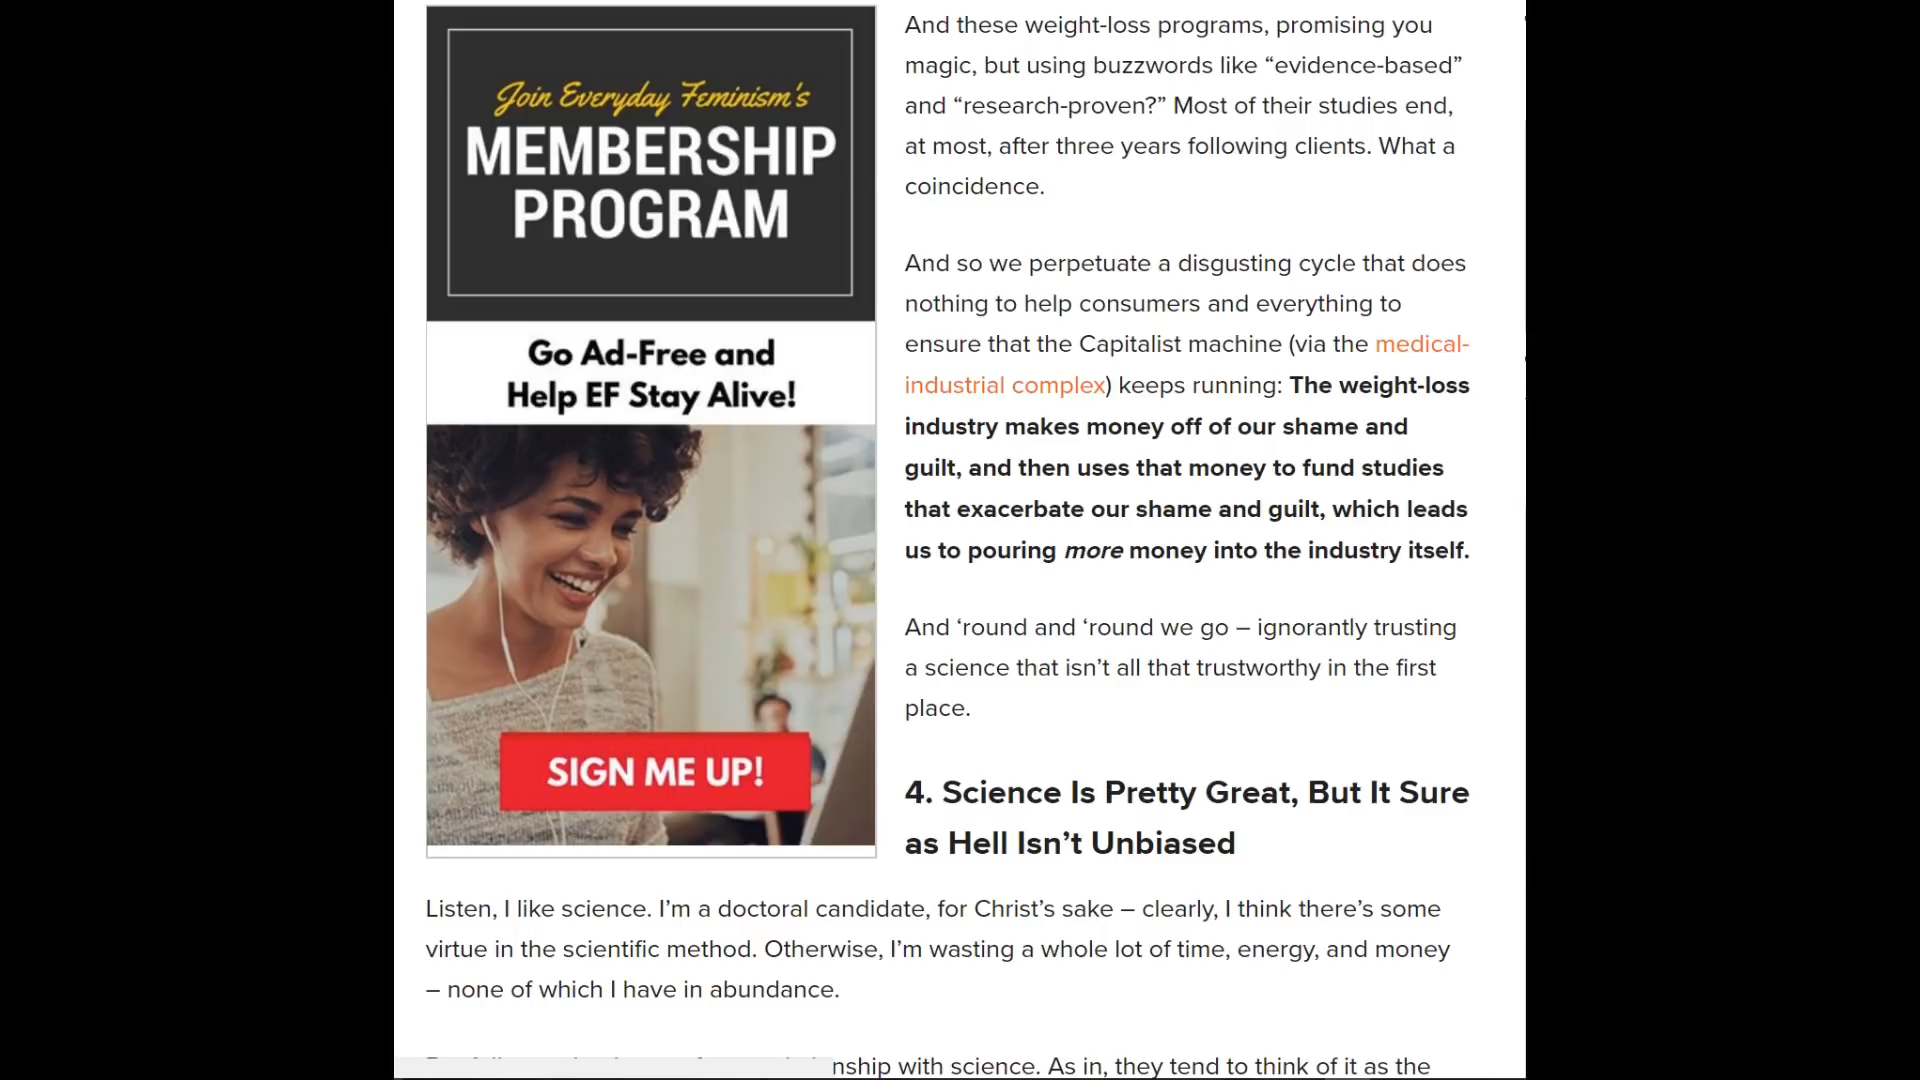 Join Everyday Feminism's
MEMBERSHIP
PROGRAM
Go Ad-Free and
Help EF Stay Alive!
SIGN ME UP!
And these weight-loss programs, promising you
magic, but using buzzwords like “evidence-based”
and “research-proven?” Most of their studies end,
at most, after three years following clients. What a
coincidence.
And so we perpetuate a disgusting cycle that does
nothing to help consumers and everything to
ensure that the Capitalist machine (via the medical-
industrial complex) keeps running: The weight-loss
industry makes money off of our shame and
guilt, and then uses that money to fund studies
that exacerbate our shame and guilt, which leads
us to pouring more money into the industry itself.
And ‘round and ‘round we go – ignorantly trusting
a science that isn’t all that trustworthy in the first
place.
4. Science Is Pretty Great, But It Sure
as Hell Isn’t Unbiased
Listen, I like science. I’m a doctoral candidate, for Christ’s sake – clearly, I think there’s some
virtue in the scientific method. Otherwise, I’m wasting a whole lot of time, energy, and money
– none of which I have in abundance.
nship with science. As in, they tend to think of it as the